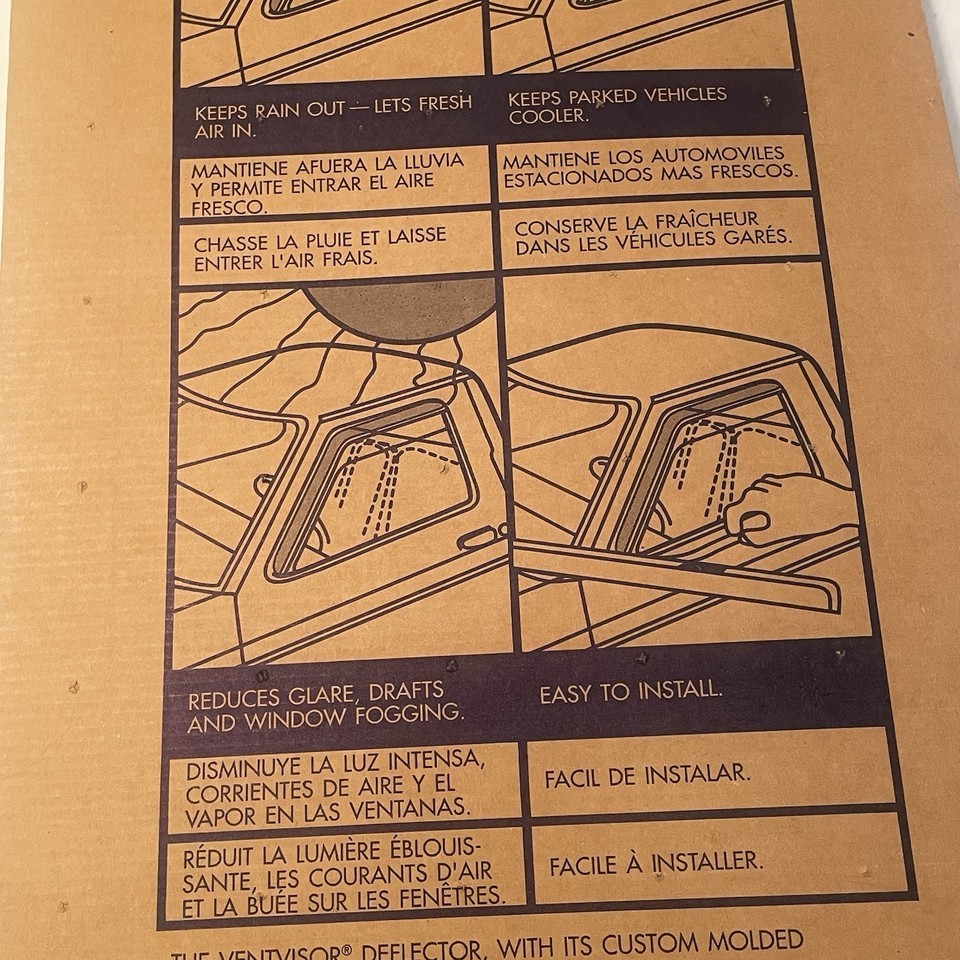 KEEPS RAIN OUT — LETS FRESH
AIR IN.
MANTIENE AFUERA LA LLUVIA
Y PERMITE ENTRAR EL AIRE
FRESCO.
CHASSE LA PLUIE ET LAISSE
ENTRER L'AIR FRAIS.
KEEPS PARKED VEHICLES
COOLER.
MANTIENE LOS AUTOMOVILES
ESTACIONADOS MAS FRESCOS.
CONSERVE LA FRAÎCHEUR
DANS LES VÉHICULES GARÉS.
REDUCES GLARE, DRAFTS
AND WINDOW FOGGING.
DISMINUYE LA LUZ INTENSA,
CORRIENTES DE AIRE Y EL
VAPOR EN LAS VENTANAS.
RÉDUIT LA LUMIÈRE ÉBLOUIS-
SANTE, LES COURANTS D'AIR
ET LA BUÉE SUR LES FENÊTRES.
EASY TO INSTALL.
FACIL DE INSTALAR.
FACILE À INSTALLER.
THE VENTVISOR® DEFLECTOR, WITH ITS CUSTOM MOLDED